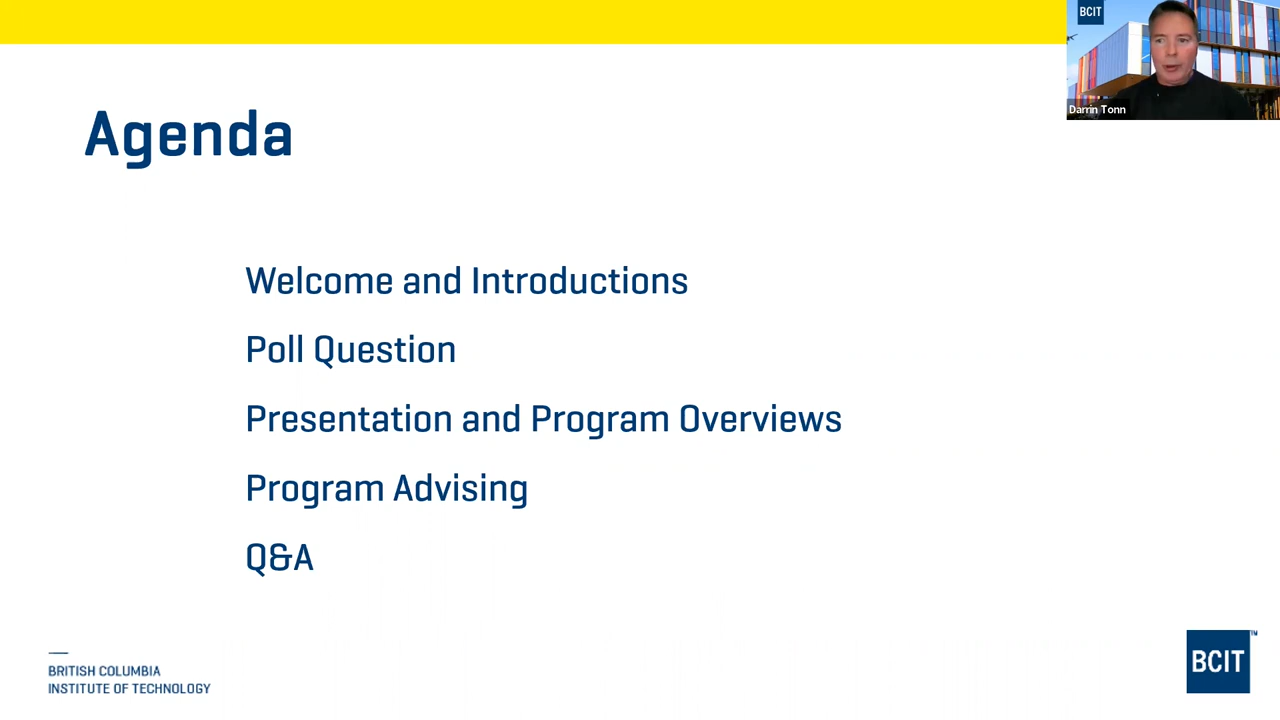 BCIT
Darrin Tonn
Agenda
Welcome and Introductions
Poll Question
Presentation and Program Overviews
Program Advising
Q&A
BRITISH COLUMBIA
INSTITUTE OF TECHNOLOGY
BCIT™